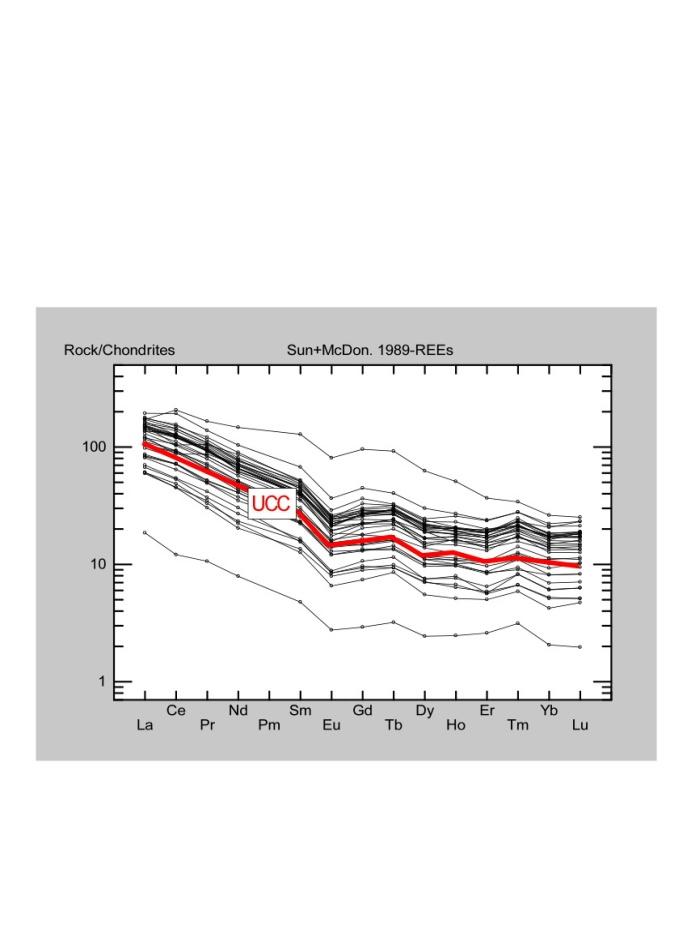 Rock/Chondrites Sun+McDon. 1989-REEs
100
UCC
10
1
Ce Nd Sm Gd Dy Er Yb
La Pr Pm Eu Tb Ho Tm Lu